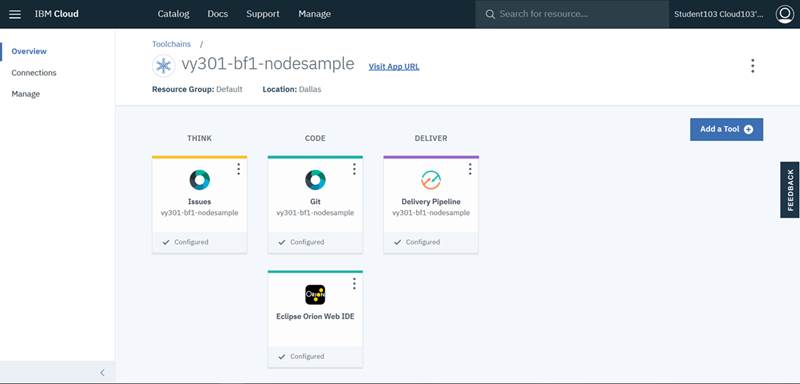 IBM Cloud
Catalog
Docs
Support
Manage
Search for resource...
Student103 Cloud103'...
Overview
Connections
Manage
Toolchains /
vy301-bf1-nodesample
Visit App URL
Resource Group: Default
Location: Dallas
Add a Tool
THINK
CODE
DELIVER
Issues
vy301-bf1-nodesample
Configured
Git
vy301-bf1-nodesample
Configured
Delivery Pipeline
vy301-bf1-nodesample
Configured
ORION
Eclipse Orion Web IDE
Configured
FEEDBACK